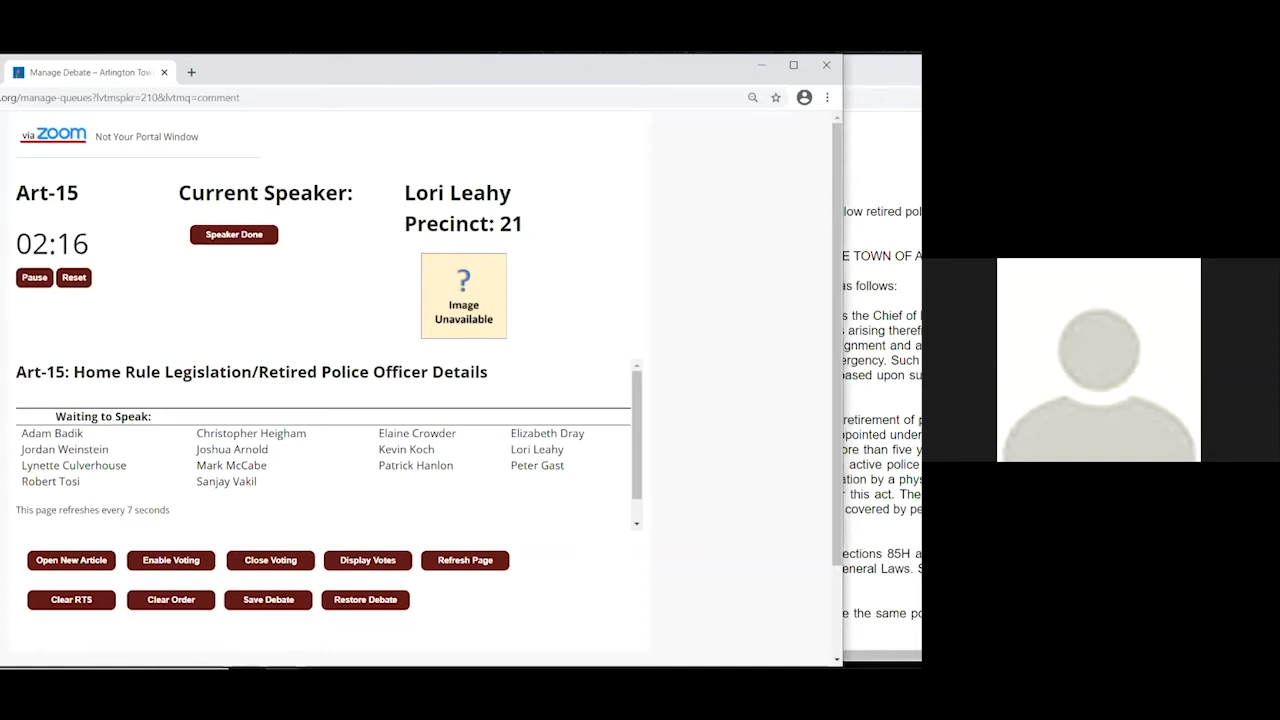 Manage Debate – Arlington Tow
.org/manage-queues?lvtmspkr=210&lvtmq=comment
via zoom Not Your Portal Window
Art-15 Current Speaker: Lori Leahy
Precinct: 21
Speaker Done
02:16
Pause Reset
?
Image
Unavailable
Art-15: Home Rule Legislation/Retired Police Officer Details
Waiting to Speak:
Adam Badik Christopher Heigham Elaine Crowder Elizabeth Dray
Jordan Weinstein Joshua Arnold Kevin Koch Lori Leahy
Lynette Culverhouse Mark McCabe Patrick Hanlon Peter Gast
Robert Tosi Sanjay Vakil
This page refreshes every 7 seconds
Open New Article Enable Voting Close Voting Display Votes Refresh Page
Clear RTS Clear Order Save Debate Restore Debate
low retired pol
E TOWN OF A
as follows:
s the Chief of
s arising theref
gnment and a
ergency. Such
based upon su
retirement of p
ppointed under
ore than five y
active police
ation by a phys
r this act. The
covered by pe
ections 85H a
eneral Laws. S
e the same po